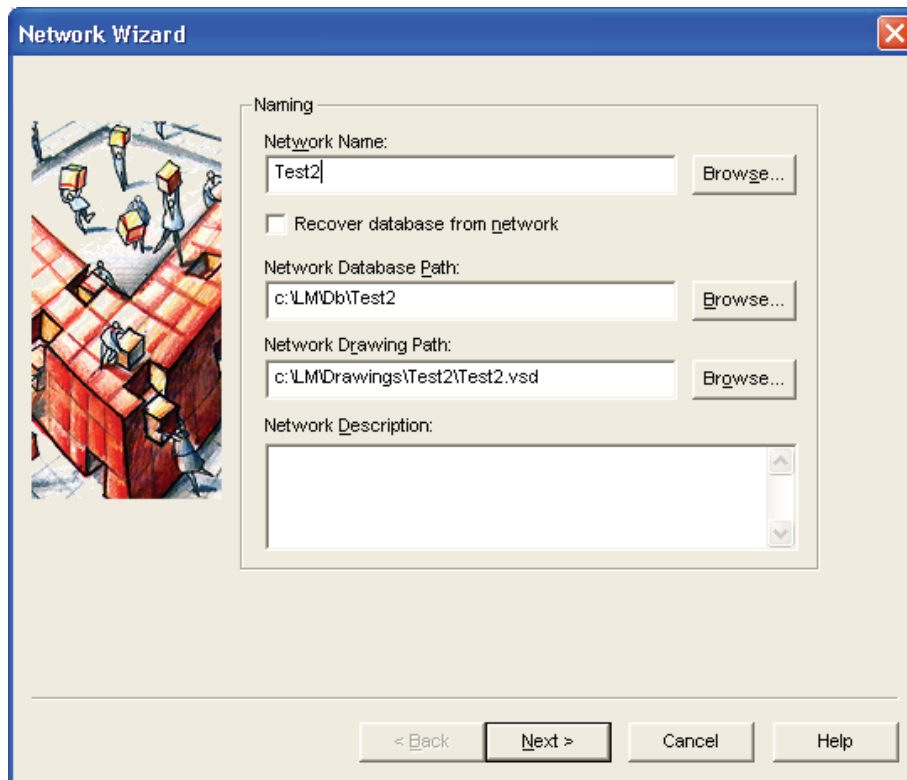 Network Wizard
Naming
Network Name:
Test2
Browse...
Recover database from network
Network Database Path:
c:\LM\Db\Test2
Browse...
Network Drawing Path:
c:\LM\Drawings\Test2\Test2.vsd
Browse...
Network Description:
< Back
Next >
Cancel
Help